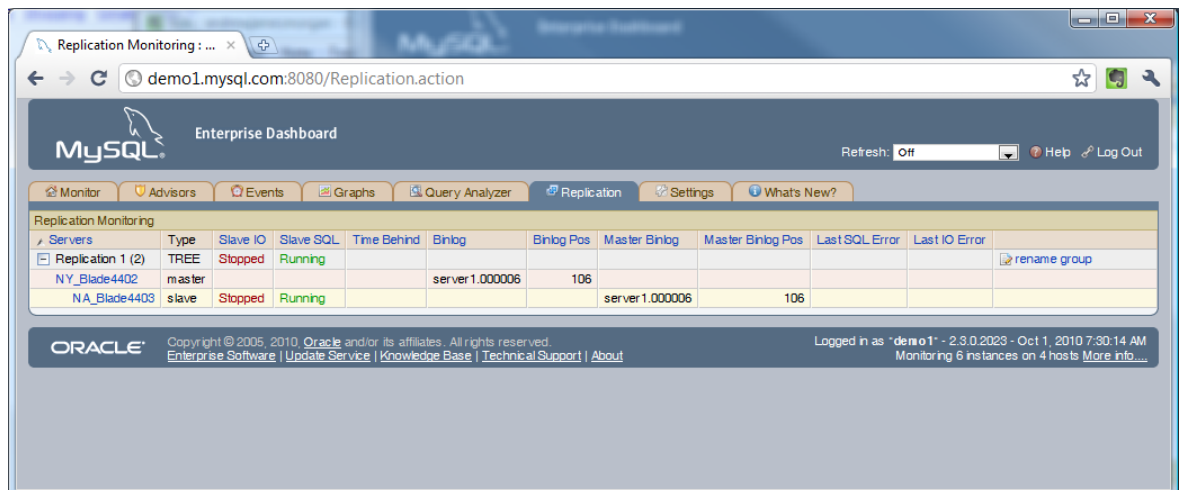 Replication Monitoring : ...
demo1.mysql.com:8080/Replication.action
MySQL® Enterprise Dashboard
Refresh: Off Help Log Out
Monitor Advisors Events Graphs Query Analyzer Replication Settings What's New?
Replication Monitoring
Servers Type Slave IO Slave SQL Time Behind Binlog Binlog Pos Master Binlog Master Binlog Pos Last SQL Error Last IO Error
Replication 1 (2) TREE Stopped Running rename group
NY_Blade4402 master server1.000006 106
NA_Blade4403 slave Stopped Running server1.000006 106
ORACLE®
Copyright © 2005, 2010, Oracle and/or its affiliates. All rights reserved.
Enterprise Software | Update Service | Knowledge Base | Technical Support | About
Logged in as "demo1" - 2.3.0.2023 - Oct 1, 2010 7:30:14 AM
Monitoring 6 instances on 4 hosts More info....